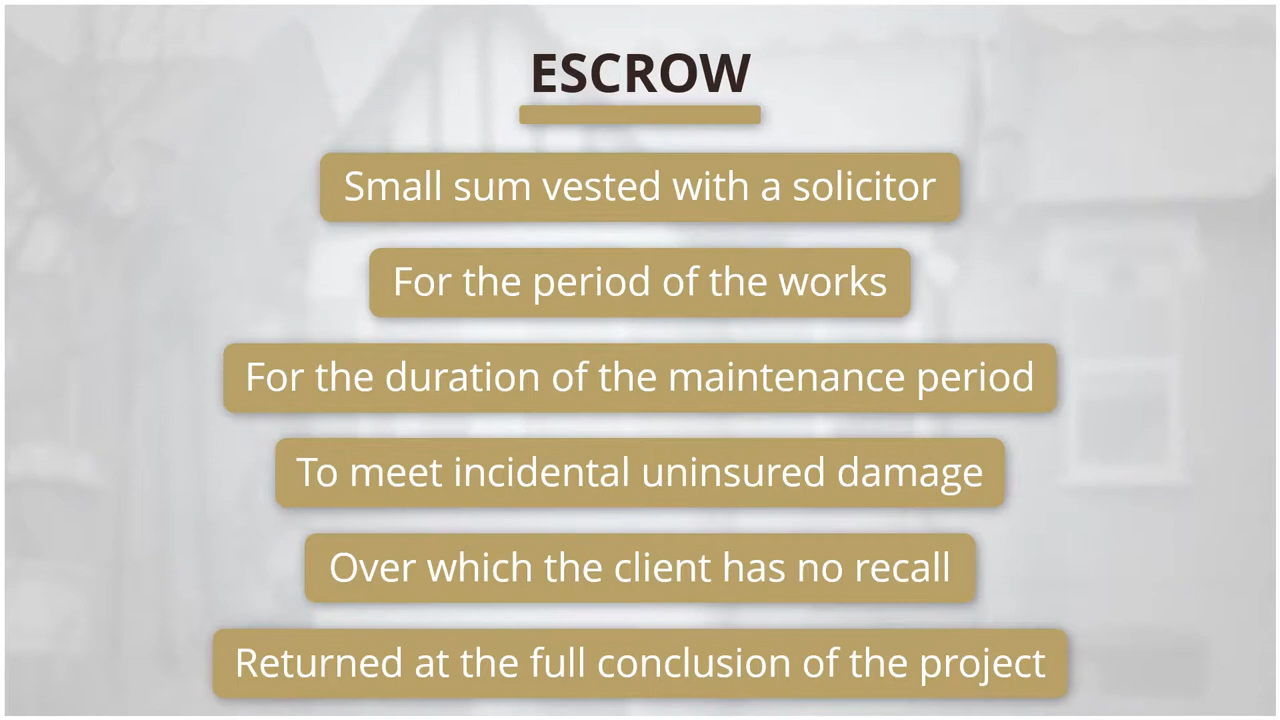 ESCROW
Small sum vested with a solicitor
For the period of the works
For the duration of the maintenance period
To meet incidental uninsured damage
Over which the client has no recall
Returned at the full conclusion of the project